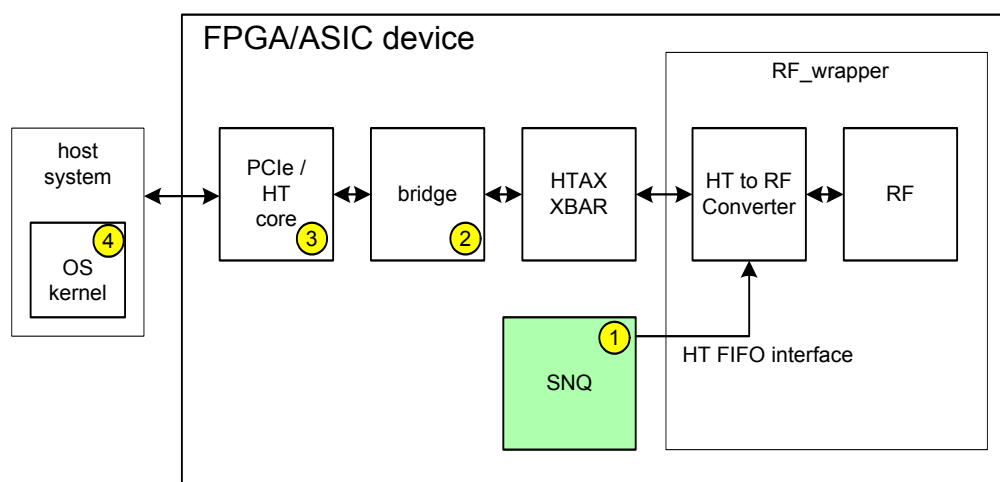 FPGA/ASIC device
RF_wrapper
host
system
4
OS
kernel
PCIe /
HT
core
3
bridge
2
HTAX
XBAR
HT to RF
Converter
RF
1
SNQ
HT FIFO interface